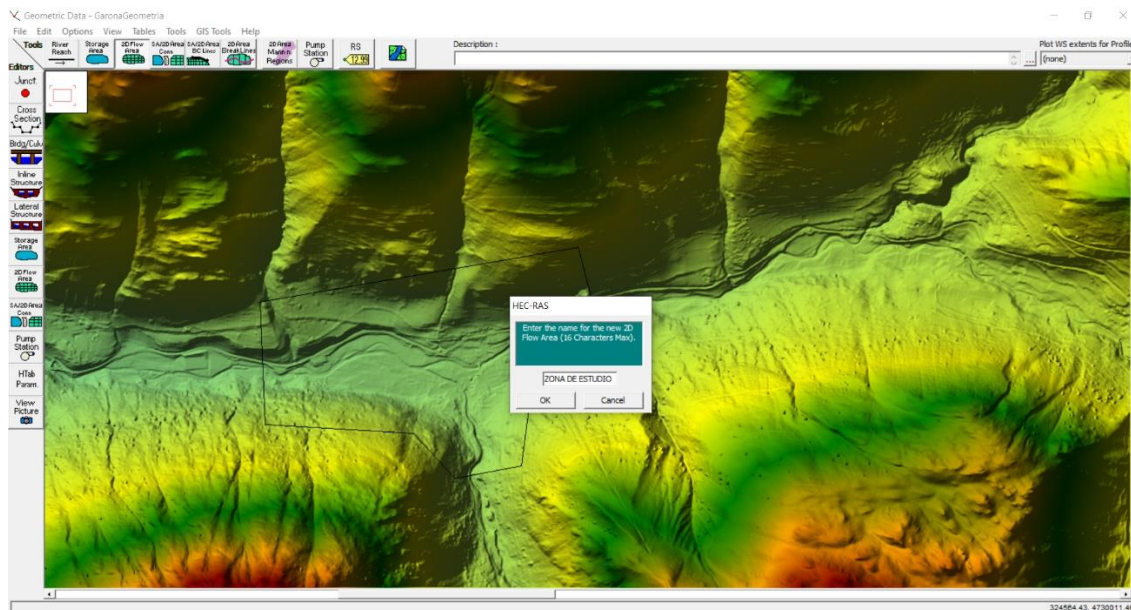 Geometric Data - GaronaGeometria
File Edit Options View Tables Tools GIS Tools Help
Tools
River
Reach
Storage
Area
2D Flow
Area
SA/2D Area
Conn
SA/2D Area
BC Lines
2D Area
BreakLines
2D Area
Mann n
Regions
Pump
Station
RS
Description :
Plot WS extents for Profile
(none)
Editors
Junct.
Cross
Section
Brdg/Culv
Inline
Structure
Lateral
Structure
Storage
Area
2D Flow
Area
SA/2D Area
Conn
Pump
Station
HTab
Param.
View
Picture
HEC-RAS
Enter the name for the new 2D
Flow Area (16 Characters Max).
ZONA DE ESTUDIO
OK Cancel